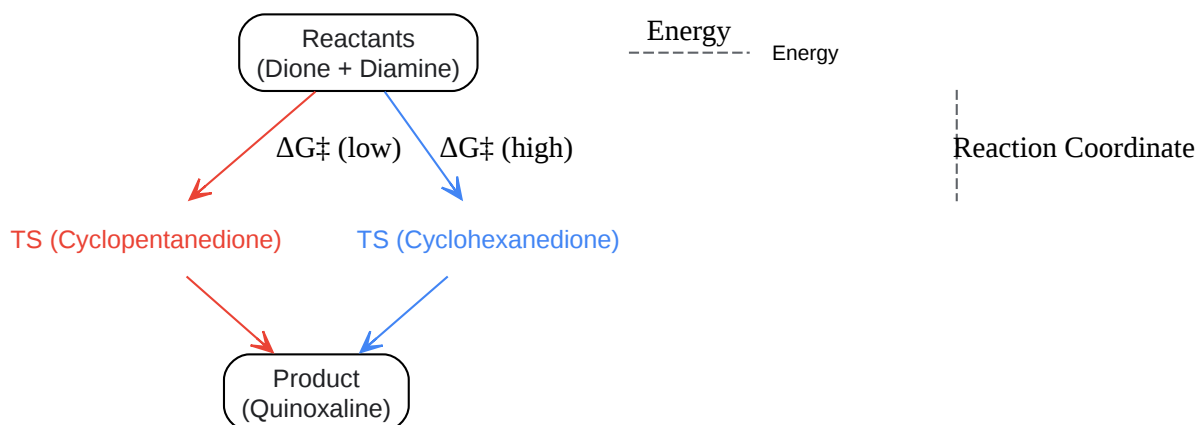 Reactants
(Dione + Diamine)
Energy
Energy
ΔG‡ (low)
ΔG‡ (high)
Reaction Coordinate
TS (Cyclopentanedione)
TS (Cyclohexanedione)
Product
(Quinoxaline)